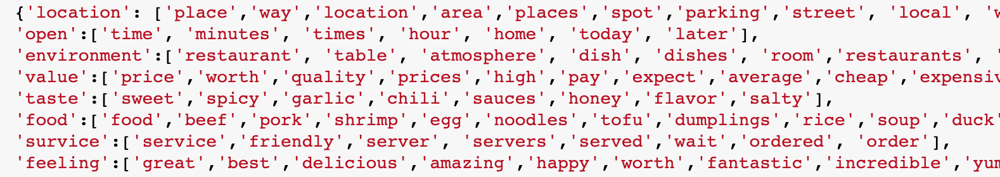 {'location': ['place','way','location','area','places','spot','parking','street', 'local', 'w
'open':['time', 'minutes', 'times', 'hour', 'home', 'today', 'later'],
'environment':['restaurant', 'table', 'atmosphere', 'dish', 'dishes', 'room','restaurants', '
'value':['price','worth','quality','prices','high','pay','expect','average','cheap','expensiv
'taste':['sweet','spicy','garlic','chili','sauces','honey','flavor','salty'],
'food':['food','beef','pork','shrimp','egg','noodles','tofu','dumplings','rice','soup','duck'
'survice':['service','friendly','server', 'servers','served','wait','ordered', 'order'],
'feeling':['great','best','delicious','amazing','happy','worth','fantastic','incredible','yum